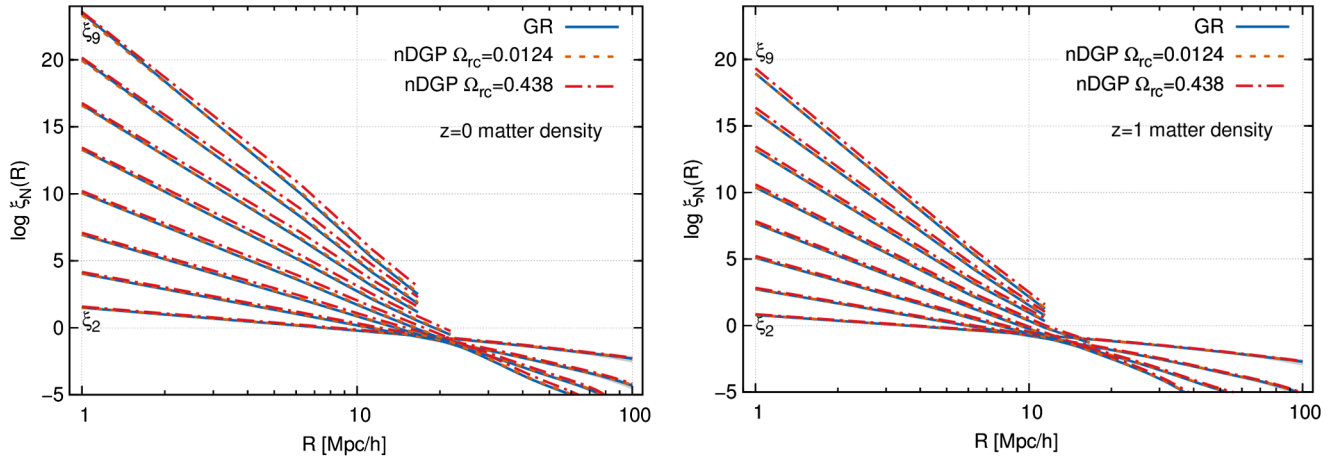 ξ9
GR
nDGP Ωrc=0.0124
nDGP Ωrc=0.438
z=0 matter density
log ξN(R)
20
15
10
5
0
−5
ξ2
1
10
100
R [Mpc/h]
ξ9
GR
nDGP Ωrc=0.0124
nDGP Ωrc=0.438
z=1 matter density
log ξN(R)
20
15
10
5
0
−5
ξ2
1
10
100
R [Mpc/h]